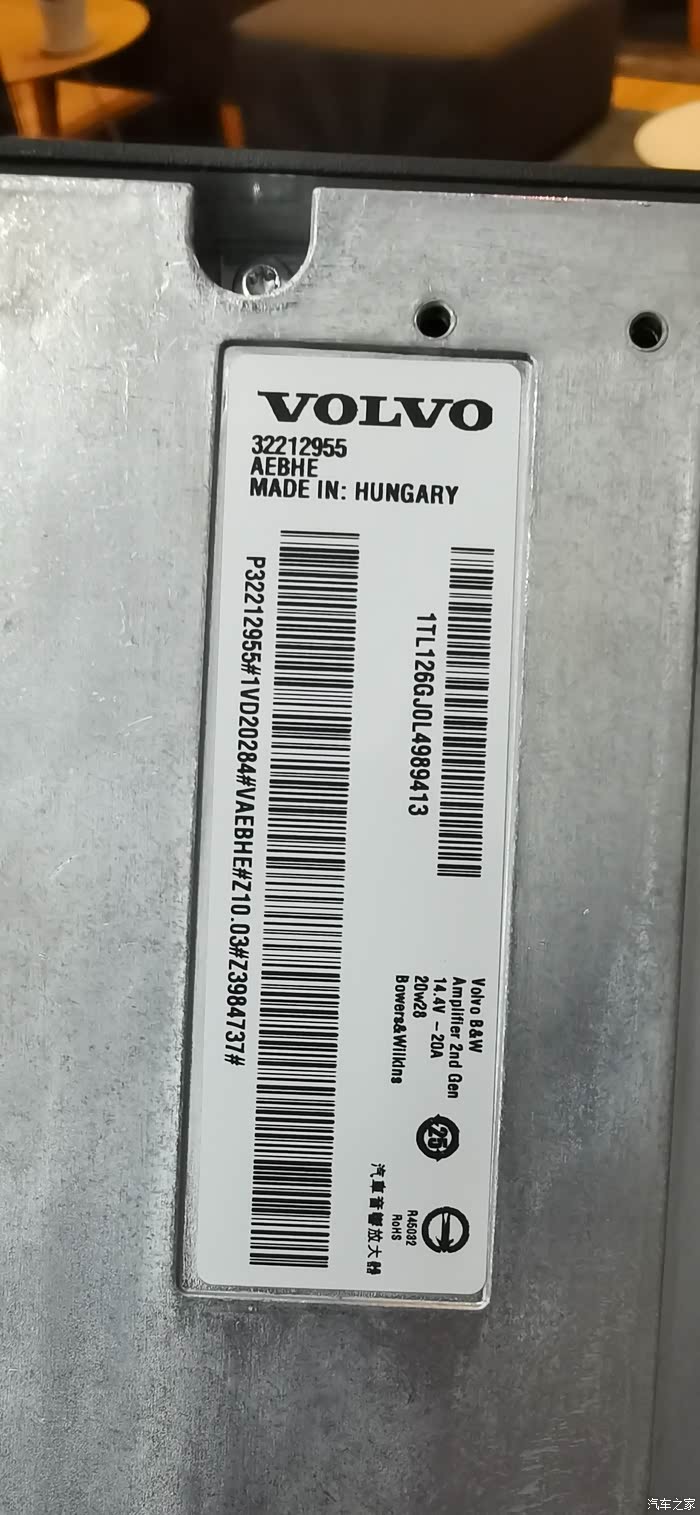 VOLVO
32212955
AEBHE
MADE IN: HUNGARY
1TL126GJ0L4989413
P32212955#1VD20284#VAEBHE#Z10.03#Z3984737#
Volvo B&W
Amplifier 2nd Gen
14.4V - 20A
20w28
Bowers&Wilkins
25
R45032
RoHS
汽車音響放大器
汽车之家